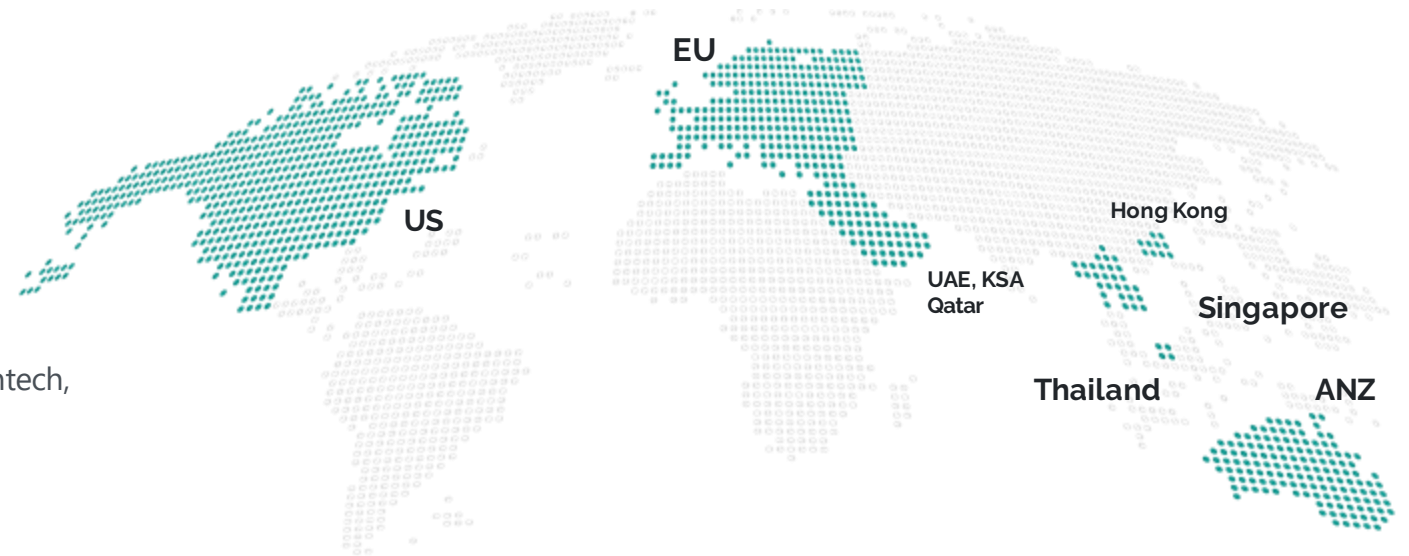 EU
US
Hong Kong
UAE, KSA
Qatar
Singapore
ntech,
Thailand
ANZ